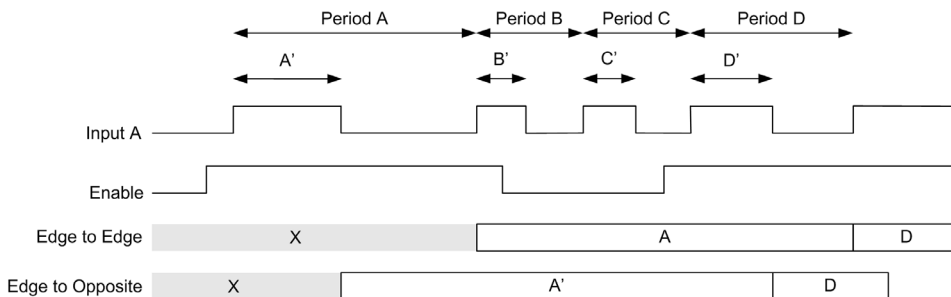 Period A Period B Period C Period D
A' B' C' D'
Input A
Enable
Edge to Edge X A D
Edge to Opposite X A' D